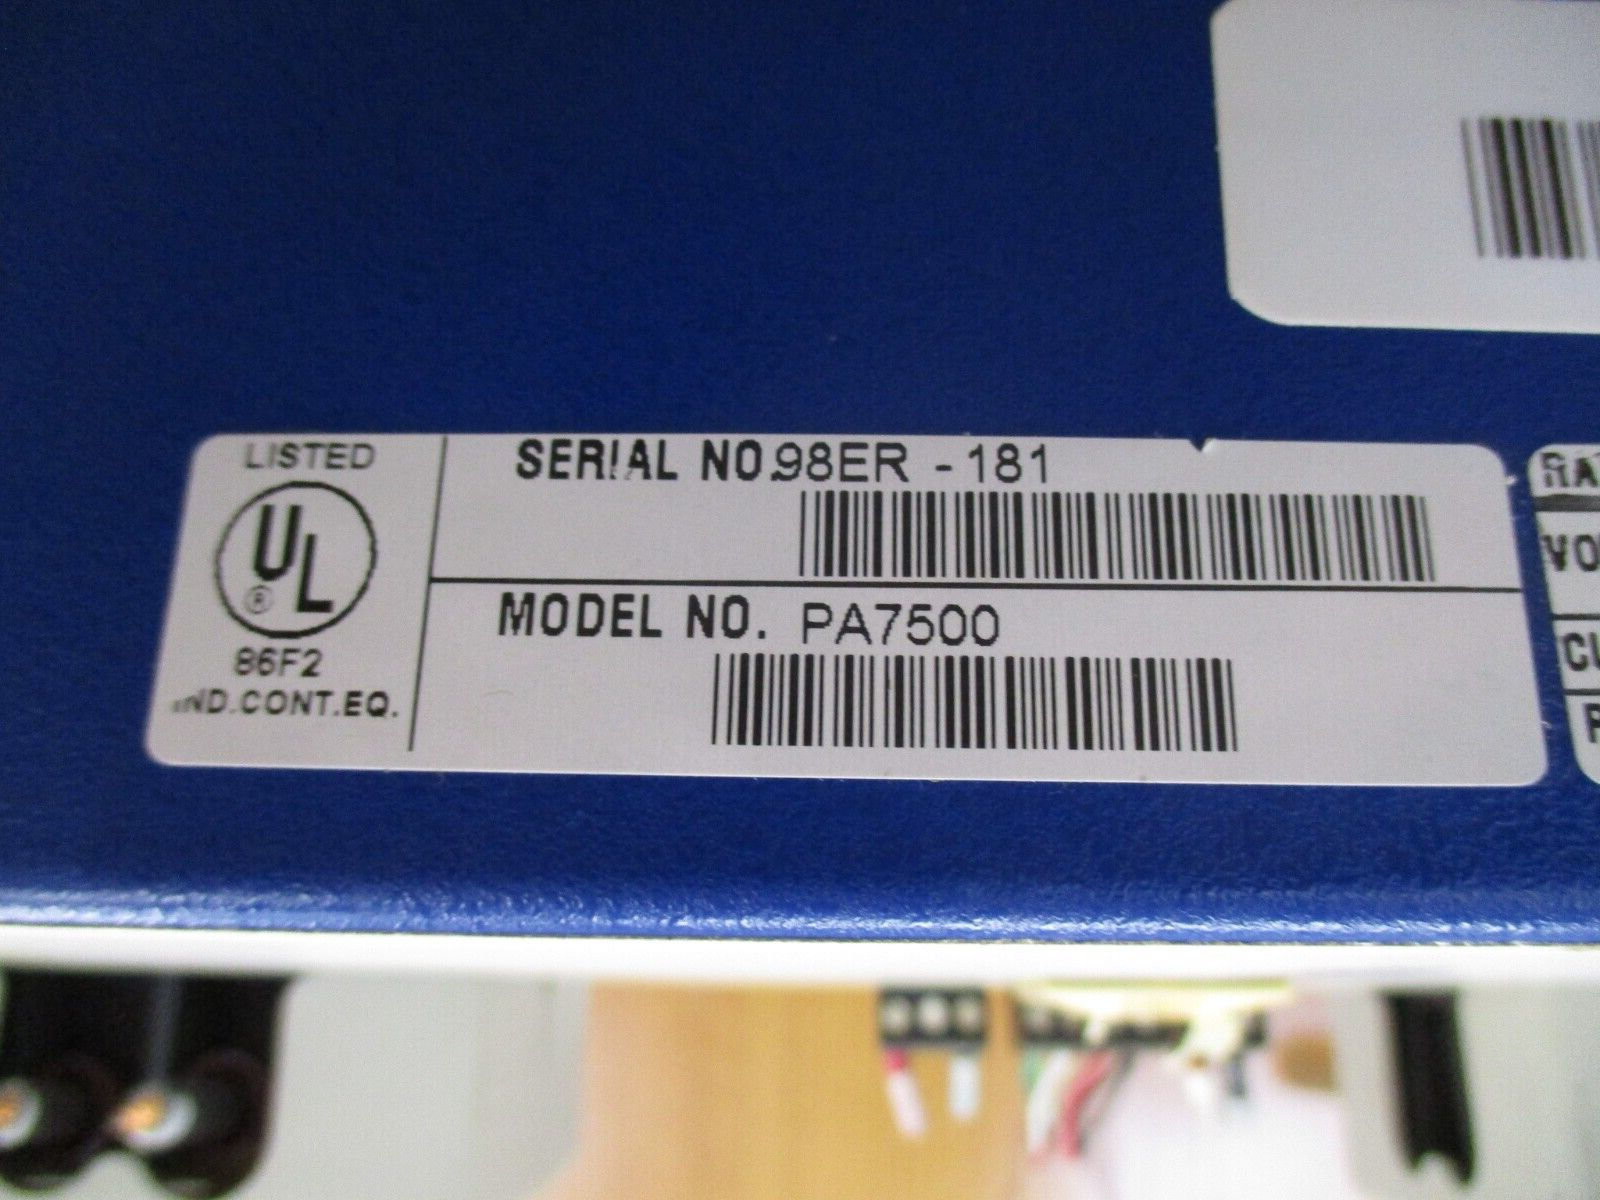 LISTED
UL
®
86F2
IND.CONT.EQ.
SERIAL NO.98ER -181
MODEL NO. PA7500